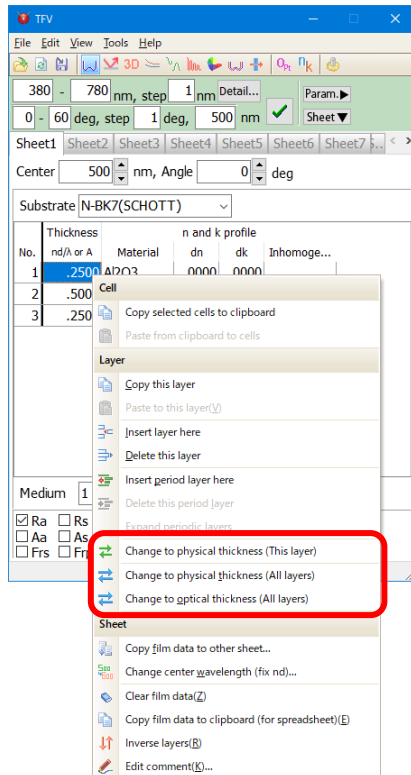 TFV
File Edit View Tools Help
3D Opt nk
380 - 780 nm, step 1 nm Detail... Param.▶
0 - 60 deg, step 1 deg, 500 nm Sheet▼
Sheet1 Sheet2 Sheet3 Sheet4 Sheet5 Sheet6 Sheet7 S..
Center 500 nm, Angle 0 deg
Substrate N-BK7(SCHOTT)
Thickness n and k profile
No. nd/λ or A Material dn dk Inhomoge...
1 .2500 Al2O3 .0000 .0000
2 .500
3 .250
Cell
Copy selected cells to clipboard
Paste from clipboard to cells
Layer
Copy this layer
Paste to this layer(V)
Insert layer here
Delete this layer
Insert period layer here
Delete this period layer
Expand periodic layers
Medium 1
Ra Rs
Aa As
Frs Frp
Change to physical thickness (This layer)
Change to physical thickness (All layers)
Change to optical thickness (All layers)
Sheet
Copy film data to other sheet...
Change center wavelength (fix nd)...
Clear film data(Z)
Copy film data to clipboard (for spreadsheet)(E)
Inverse layers(R)
Edit comment(K)...